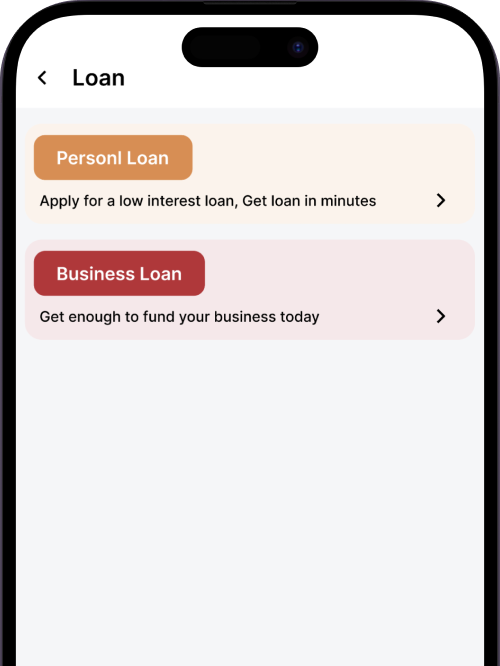 Loan
Personl Loan
Apply for a low interest loan, Get loan in minutes
Business Loan
Get enough to fund your business today